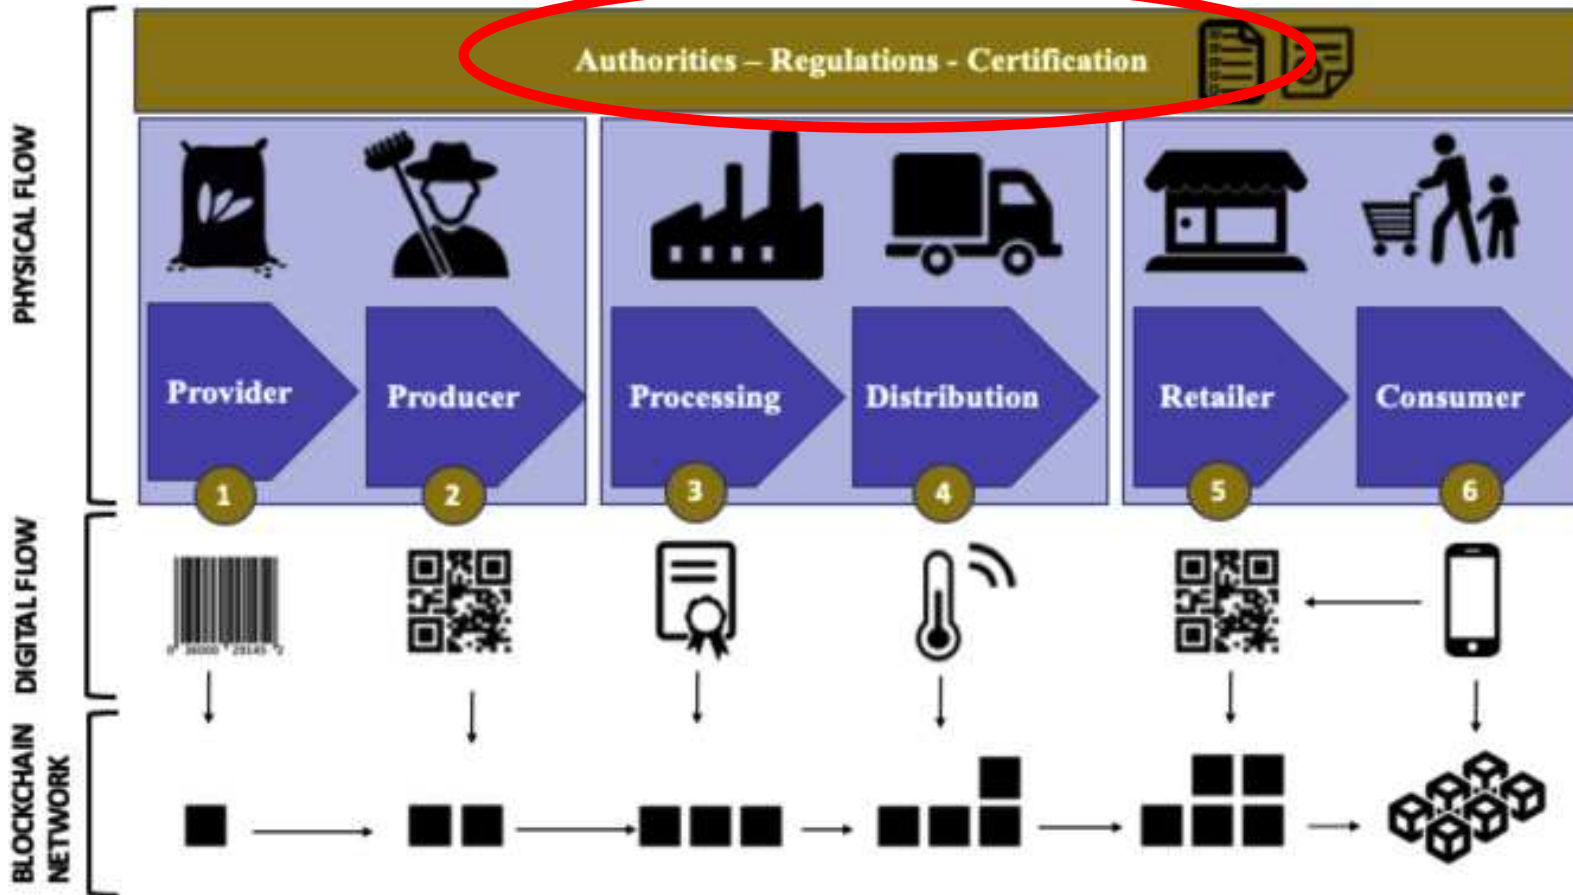 Authorities – Regulations - Certification
PHYSICAL FLOW
Provider
Producer
Processing
Distribution
Retailer
Consumer
1
2
3
4
5
6
DIGITAL FLOW
BLOCKCHAIN
NETWORK